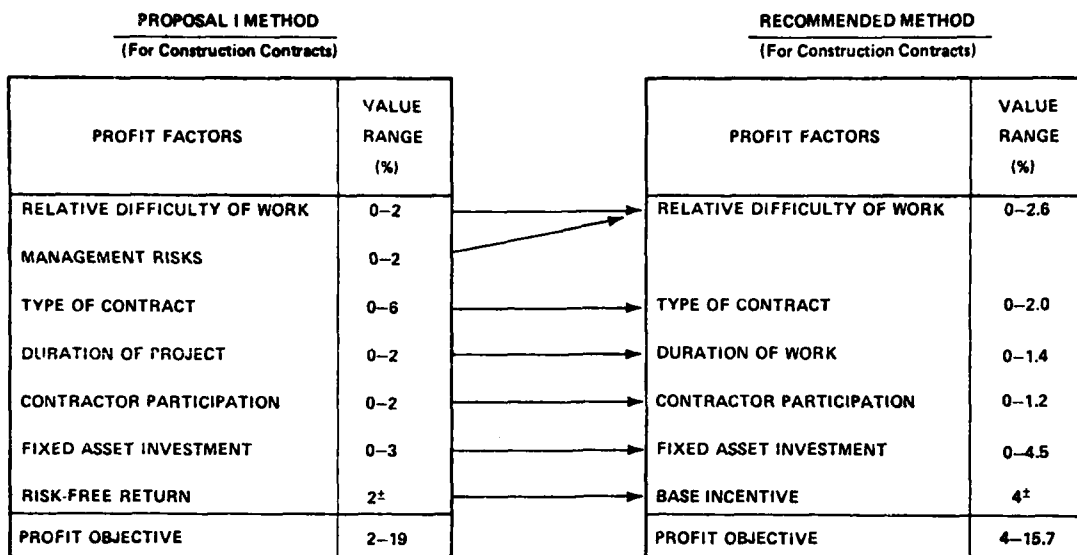 PROPOSAL I METHOD
(For Construction Contracts)
PROFIT FACTORS
VALUE
RANGE
(%)
RELATIVE DIFFICULTY OF WORK 0–2
MANAGEMENT RISKS 0–2
TYPE OF CONTRACT 0–6
DURATION OF PROJECT 0–2
CONTRACTOR PARTICIPATION 0–2
FIXED ASSET INVESTMENT 0–3
RISK-FREE RETURN 2±
PROFIT OBJECTIVE 2–19
RECOMMENDED METHOD
(For Construction Contracts)
PROFIT FACTORS
VALUE
RANGE
(%)
RELATIVE DIFFICULTY OF WORK 0–2.6
TYPE OF CONTRACT 0–2.0
DURATION OF WORK 0–1.4
CONTRACTOR PARTICIPATION 0–1.2
FIXED ASSET INVESTMENT 0–4.5
BASE INCENTIVE 4±
PROFIT OBJECTIVE 4–15.7